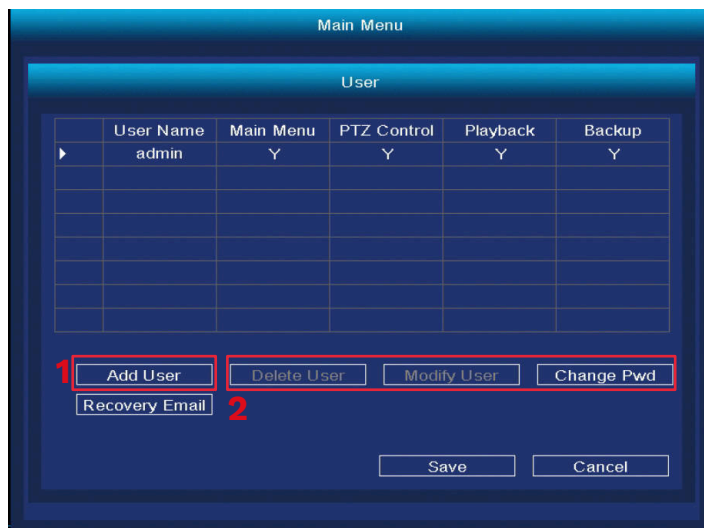 Main Menu
User
User Name Main Menu PTZ Control Playback Backup
admin Y Y Y Y
1 Add User Delete User Modify User Change Pwd
Recovery Email 2
Save Cancel